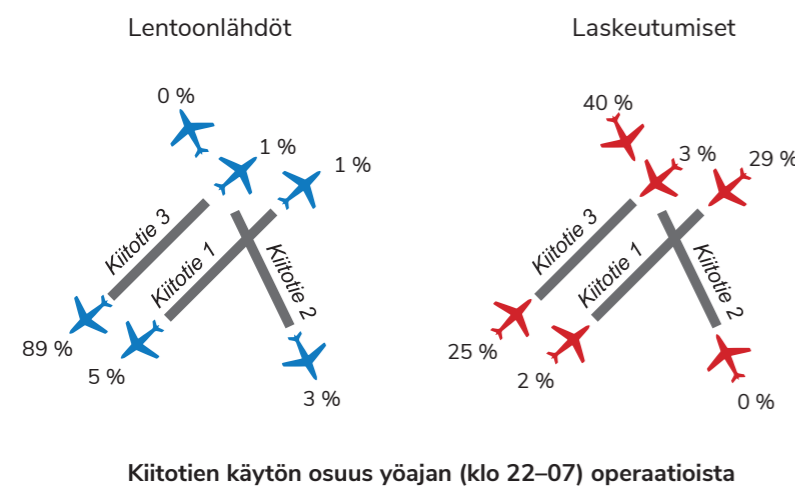 Lentoonlähdöt
0 %
1 %
1 %
Kiitotie 3
Kiitotie 1
Kiitotie 2
89 %
5 %
3 %
Laskeutumiset
40 %
3 %
29 %
Kiitotie 3
Kiitotie 1
Kiitotie 2
25 %
2 %
0 %
Kiitotien käytön osuus yöajan (klo 22–07) operaatioista